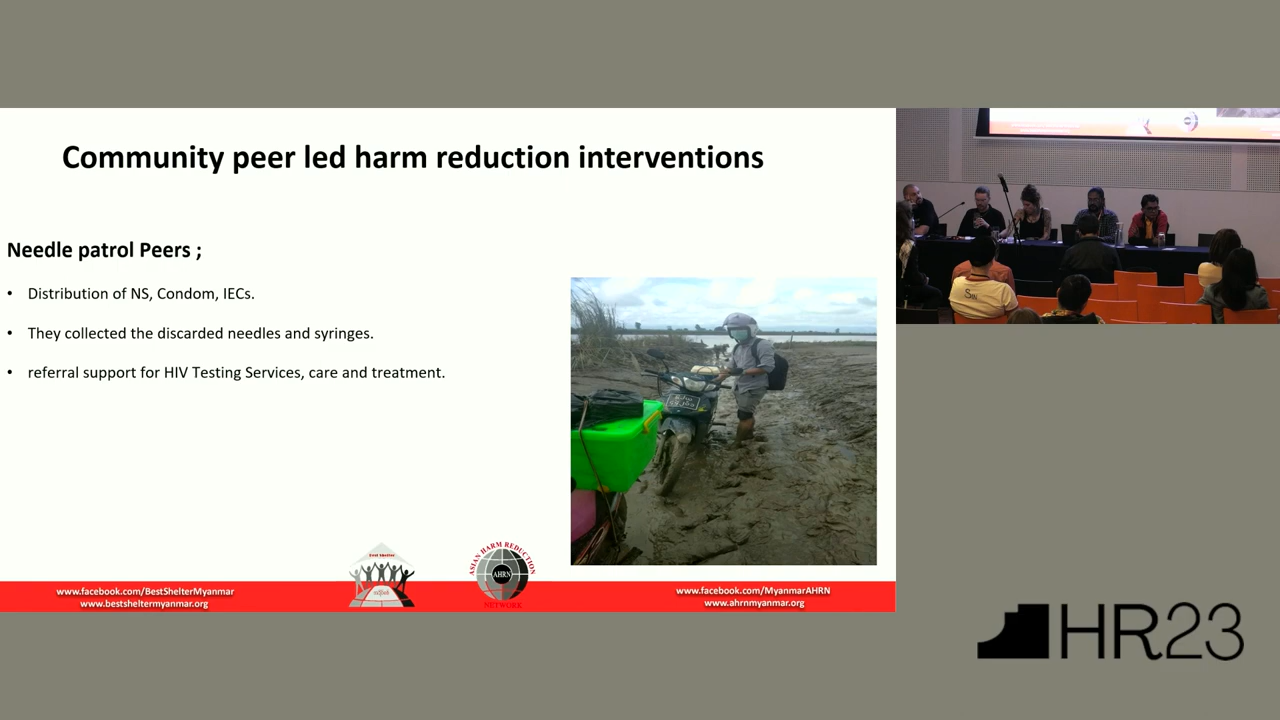 Community peer led harm reduction interventions
Needle patrol Peers ;
• Distribution of NS, Condom, IECs.
• They collected the discarded needles and syringes.
• referral support for HIV Testing Services, care and treatment.
Best Shelter
ASIAN HARM REDUCTION
AHRN
NETWORK
www.facebook.com/BestShelterMyanmar
www.bestsheltermyanmar.org
www.facebook.com/MyanmarAHRN
www.ahrnmyanmar.org
HR23